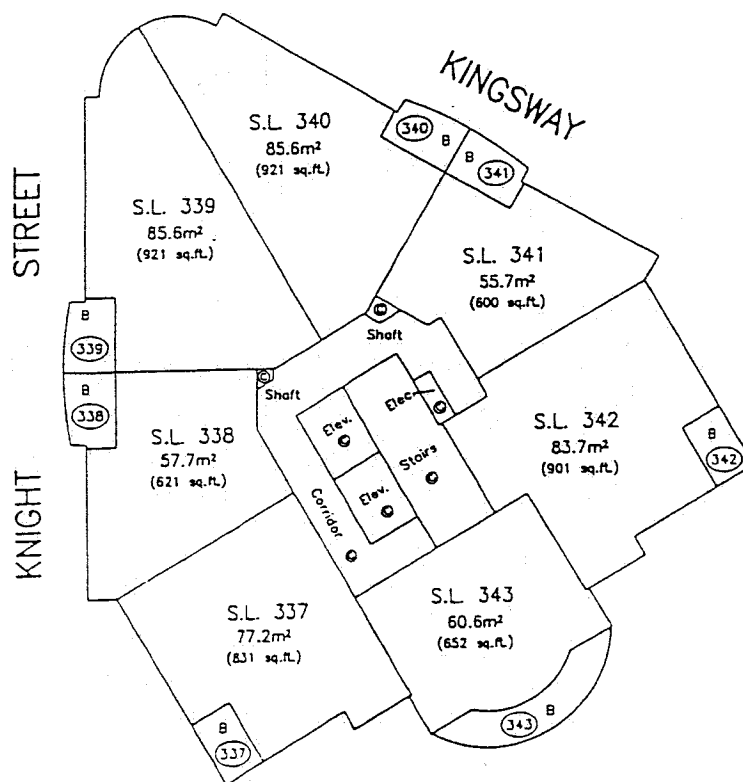 KINGSWAY
S.L. 340
85.6m²
(921 sq.ft.)
340 B
B 341
STREET
S.L. 339
85.6m²
(921 sq.ft.)
S.L. 341
55.7m²
(600 sq.ft.)
B
339
B
338
Shaft
C
C
Shaft
S.L. 338
57.7m²
(621 sq.ft.)
Elec
C
Elev.
C
Stairs
C
Elev.
C
Corridor
C
S.L. 342
83.7m²
(901 sq.ft.)
B
342
KNIGHT
S.L. 337
77.2m²
(831 sq.ft.)
B
337
S.L. 343
60.6m²
(652 sq.ft.)
343 B